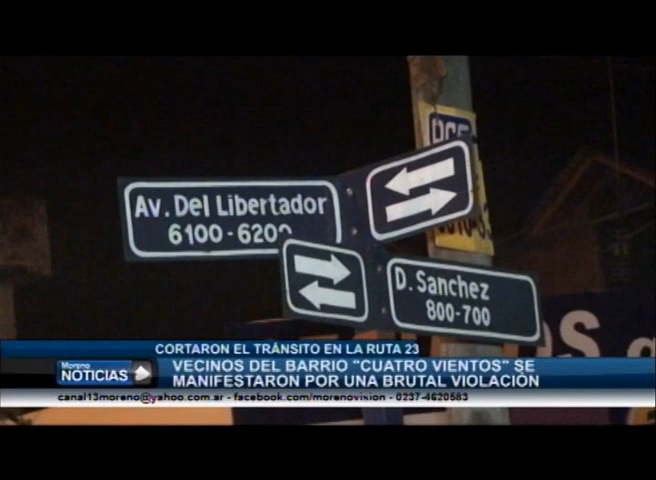 Av. Del Libertador
6100-6200
D. Sanchez
800-700
CORTARON EL TRÁNSITO EN LA RUTA 23
Moreno
NOTICIAS
VECINOS DEL BARRIO "CUATRO VIENTOS" SE
MANIFESTARON POR UNA BRUTAL VIOLACIÓN
canal13moreno@yahoo.com.ar - facebook.com/morenovision - 0237-4620583